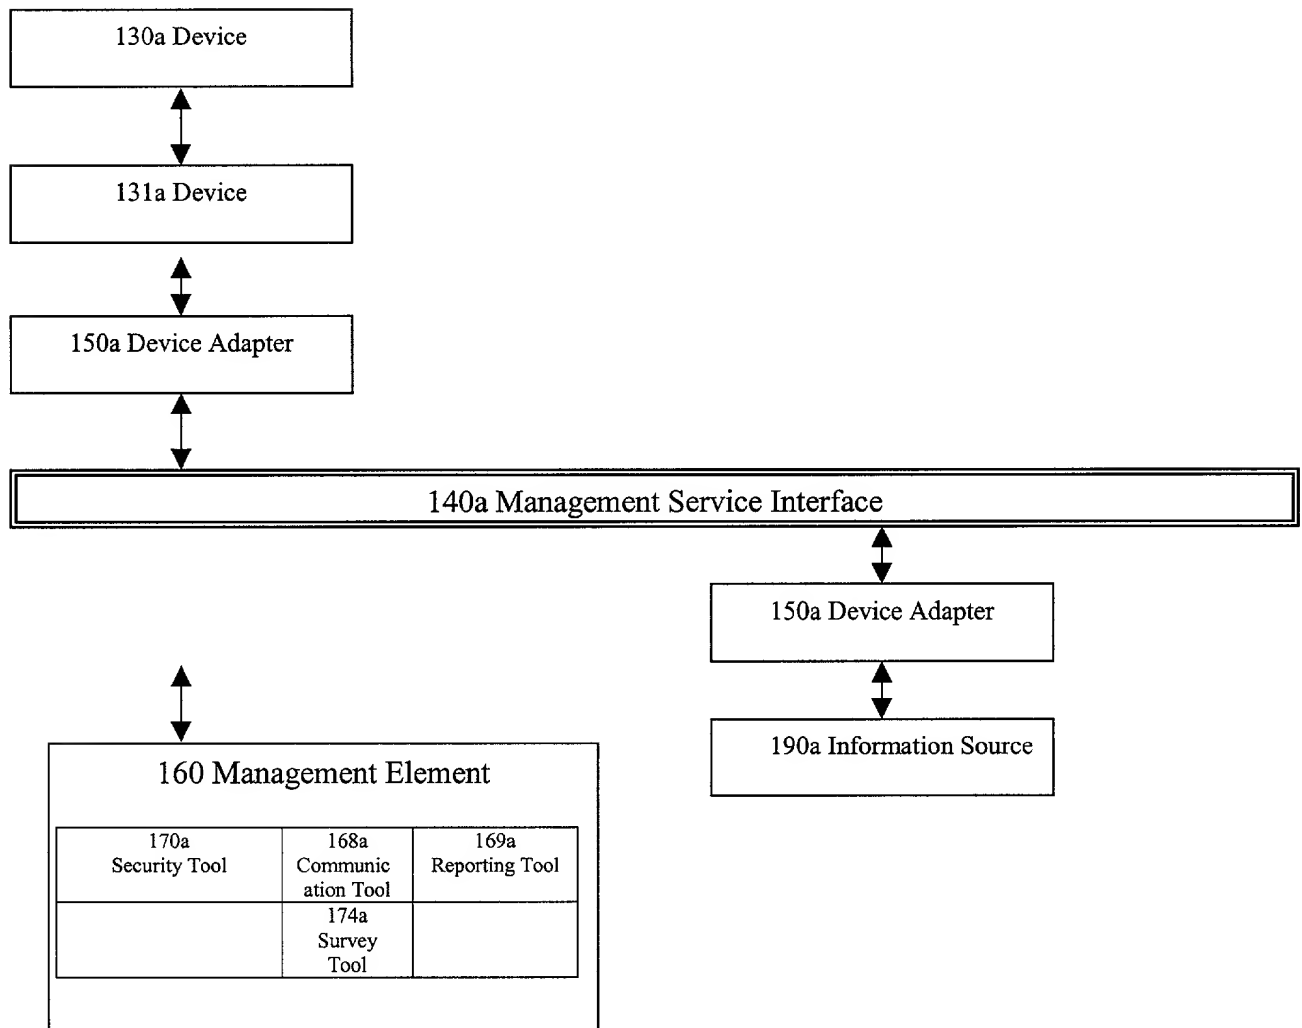 130a Device
131a Device
150a Device Adapter
140a Management Service Interface
150a Device Adapter
190a Information Source
160 Management Element
170a
Security Tool
168a
Communic
ation Tool
169a
Reporting Tool
174a
Survey
Tool